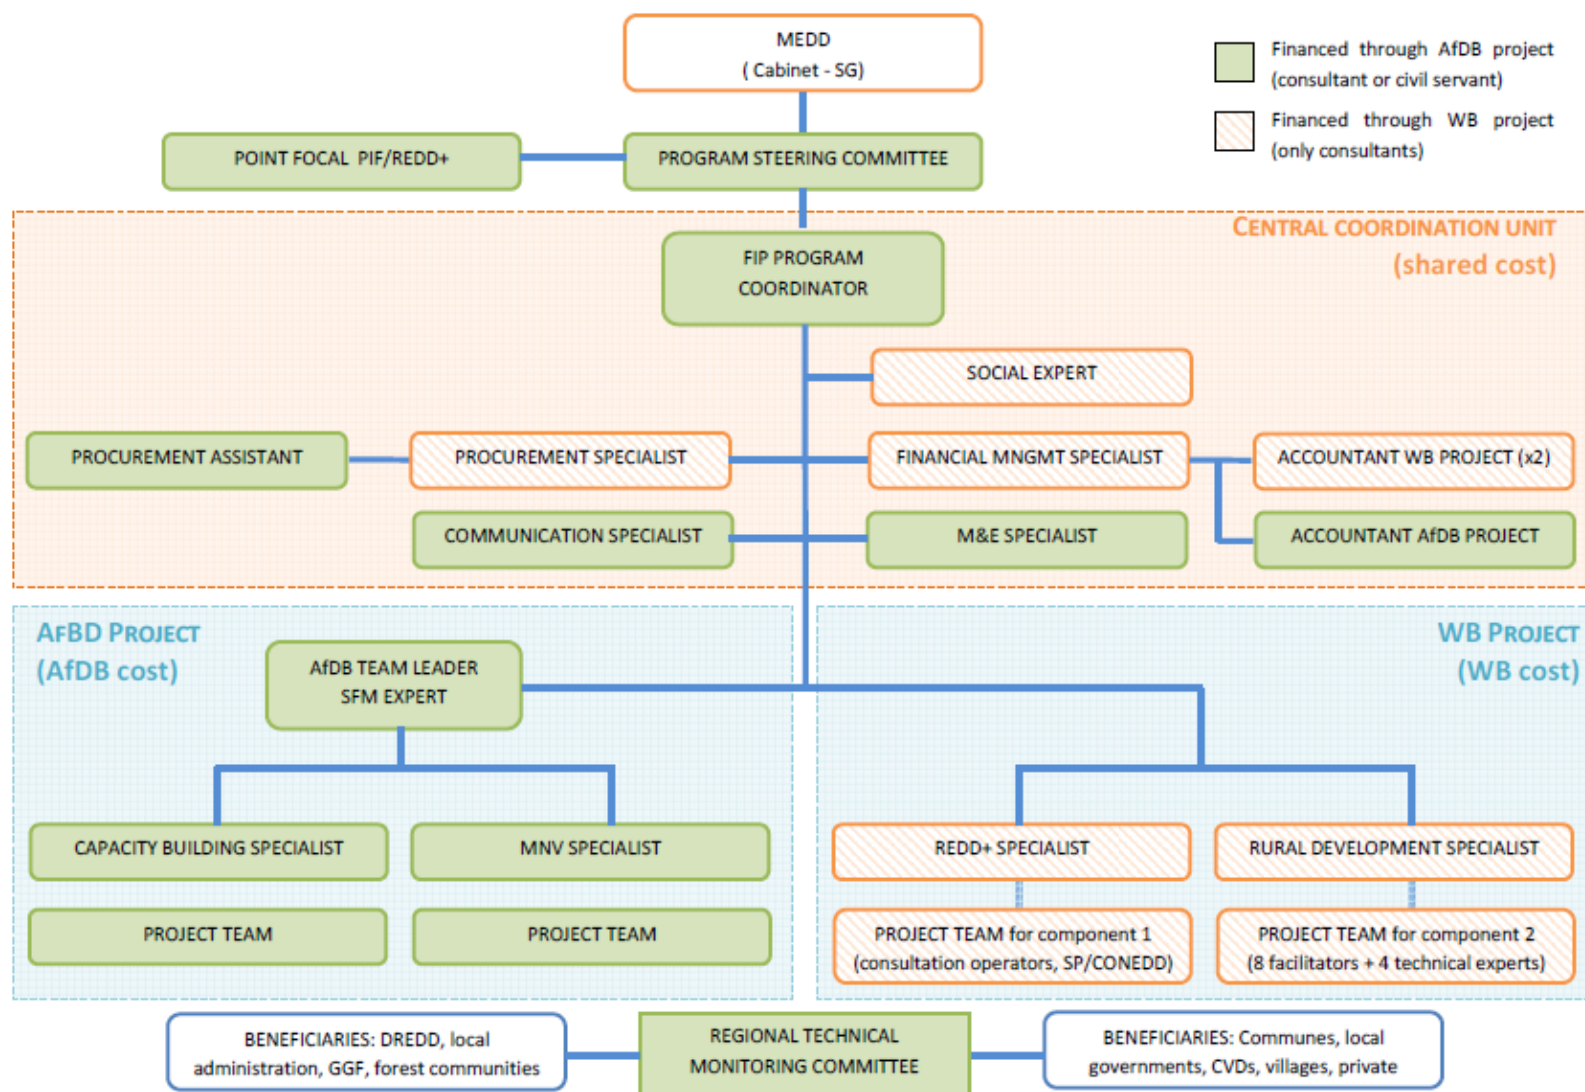 MEDD
( Cabinet - SG)
Financed through AfDB project
(consultant or civil servant)
Financed through WB project
(only consultants)
POINT FOCAL PIF/REDD+
PROGRAM STEERING COMMITTEE
CENTRAL COORDINATION UNIT
(shared cost)
FIP PROGRAM
COORDINATOR
SOCIAL EXPERT
PROCUREMENT ASSISTANT
PROCUREMENT SPECIALIST
FINANCIAL MNGMT SPECIALIST
ACCOUNTANT WB PROJECT (x2)
COMMUNICATION SPECIALIST
M&E SPECIALIST
ACCOUNTANT AfDB PROJECT
AFBD PROJECT
(AfDB cost)
AfDB TEAM LEADER
SFM EXPERT
WB PROJECT
(WB cost)
CAPACITY BUILDING SPECIALIST
MNV SPECIALIST
REDD+ SPECIALIST
RURAL DEVELOPMENT SPECIALIST
PROJECT TEAM
PROJECT TEAM
PROJECT TEAM for component 1
(consultation operators, SP/CONEDD)
PROJECT TEAM for component 2
(8 facilitators + 4 technical experts)
BENEFICIARIES: DREDD, local
administration, GGF, forest communities
REGIONAL TECHNICAL
MONITORING COMMITTEE
BENEFICIARIES: Communes, local
governments, CVDs, villages, private